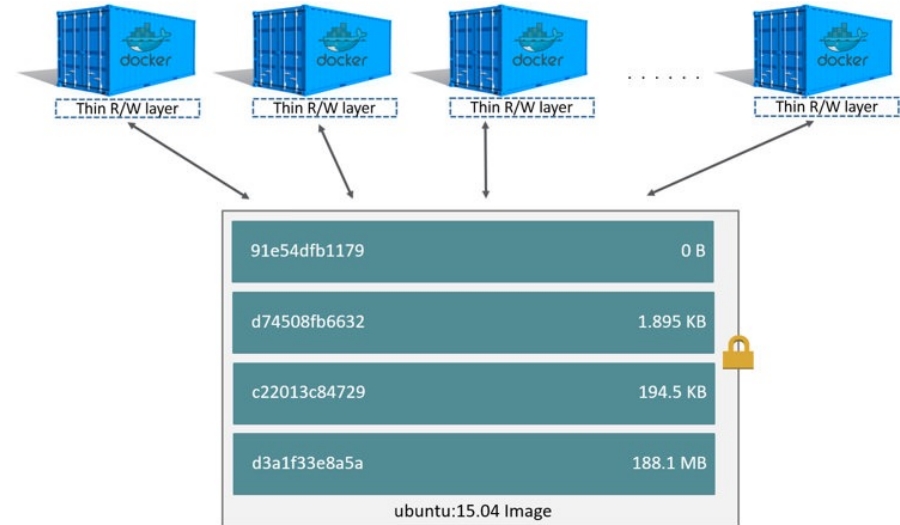 docker docker docker docker
. . . . . .
Thin R/W layer Thin R/W layer Thin R/W layer Thin R/W layer
91e54dfb1179 0 B
d74508fb6632 1.895 KB
c22013c84729 194.5 KB
d3a1f33e8a5a 188.1 MB
ubuntu:15.04 Image